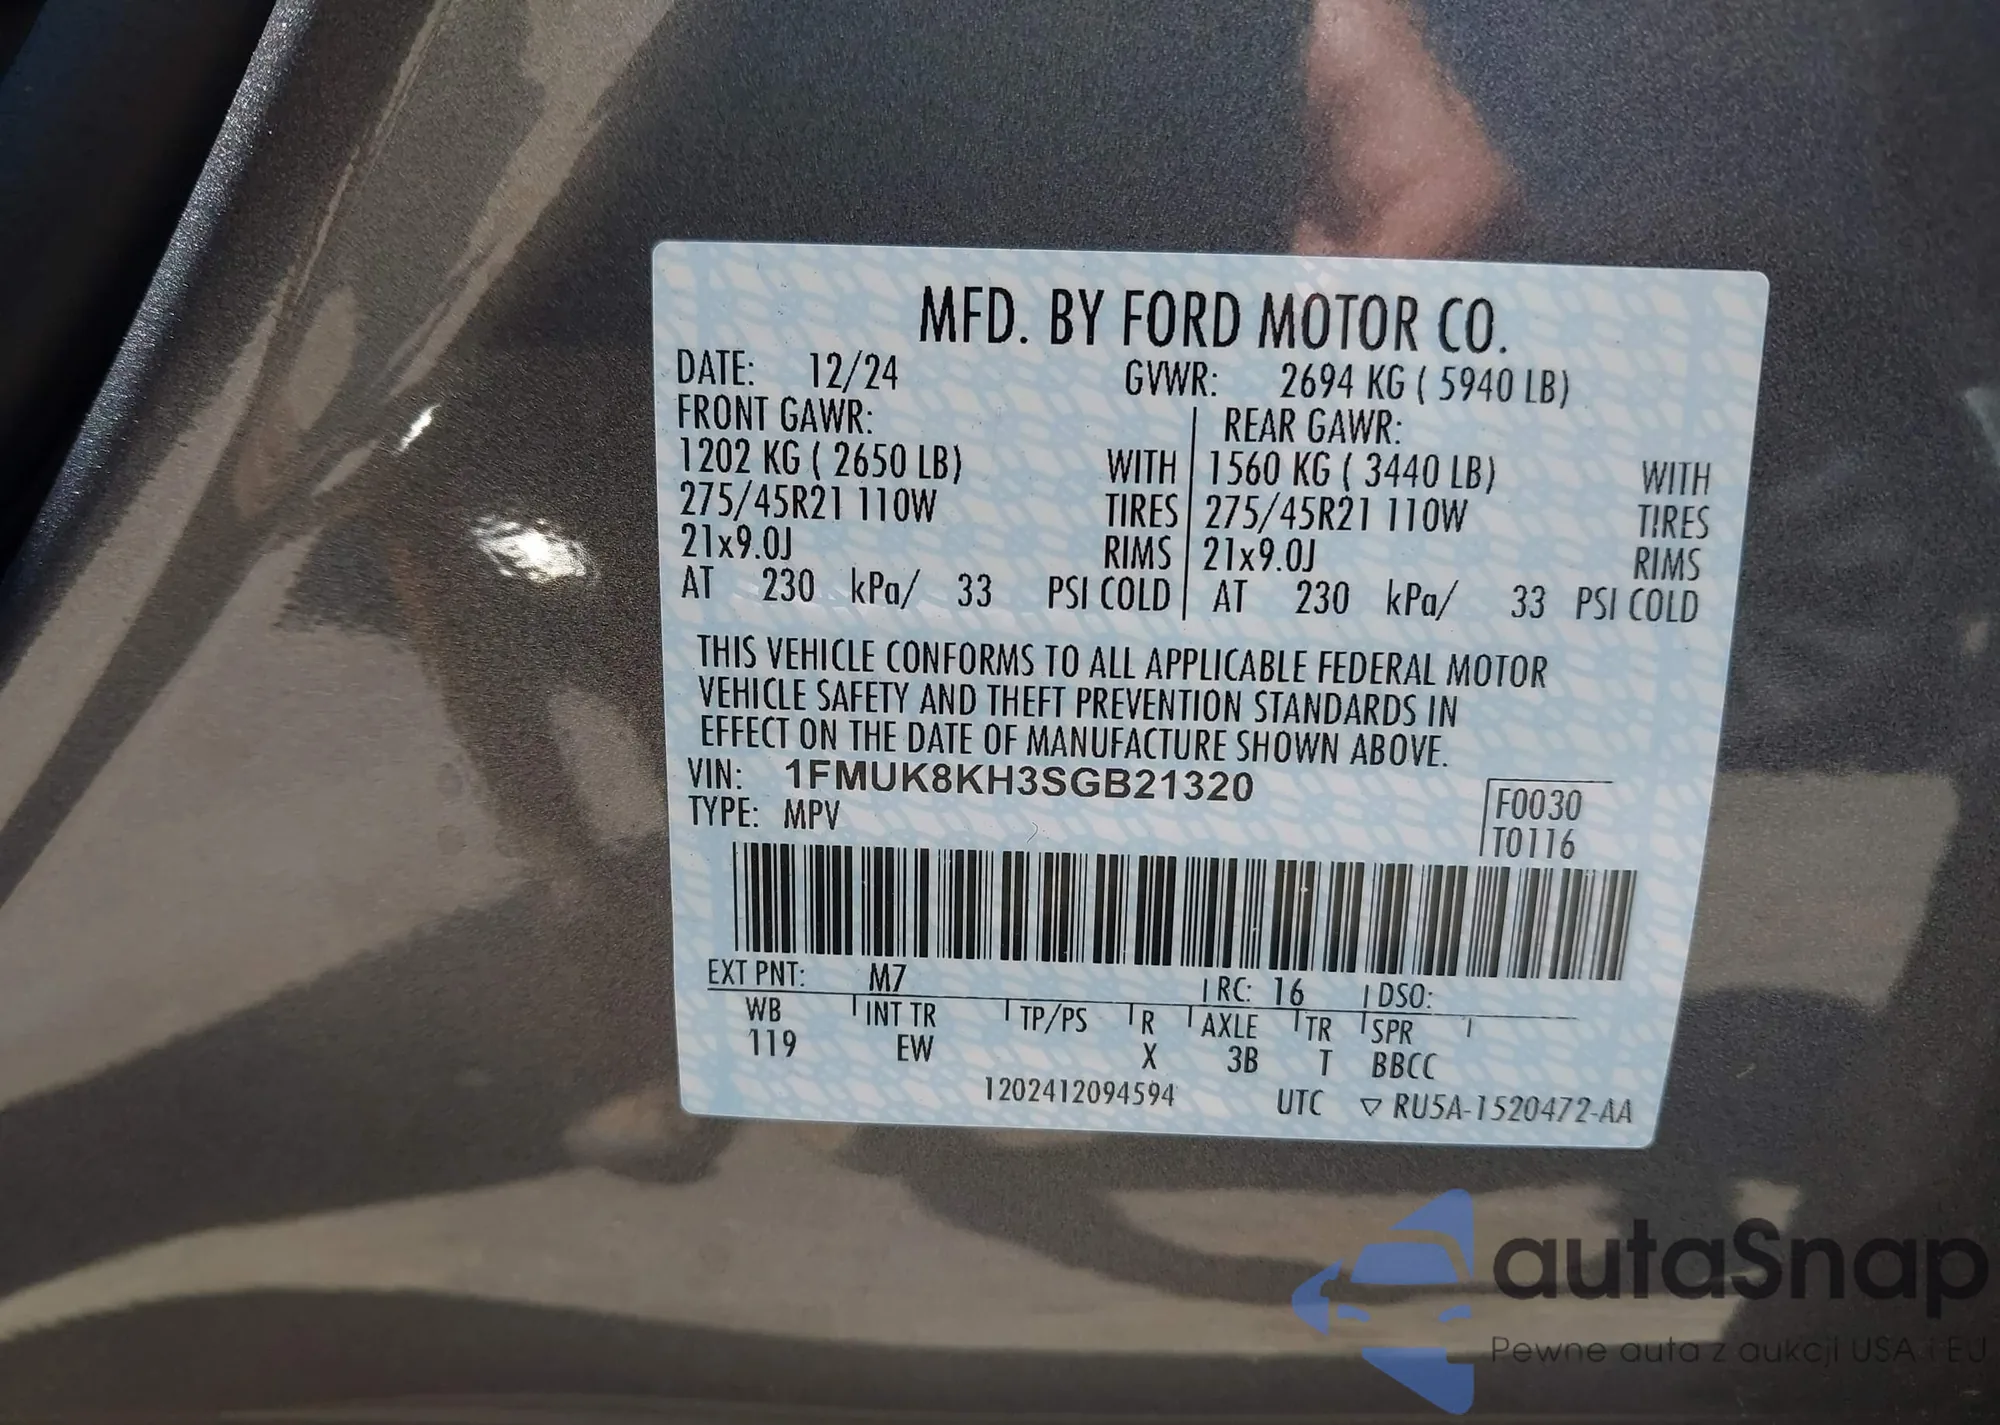 MFD. BY FORD MOTOR CO.
DATE: 12/24 GVWR: 2694 KG ( 5940 LB)
FRONT GAWR: REAR GAWR:
1202 KG ( 2650 LB) WITH 1560 KG ( 3440 LB) WITH
275/45R21 110W TIRES 275/45R21 110W TIRES
21x9.0J RIMS 21x9.0J RIMS
AT 230 kPa/ 33 PSI COLD AT 230 kPa/ 33 PSI COLD
THIS VEHICLE CONFORMS TO ALL APPLICABLE FEDERAL MOTOR
VEHICLE SAFETY AND THEFT PREVENTION STANDARDS IN
EFFECT ON THE DATE OF MANUFACTURE SHOWN ABOVE.
VIN: 1FMUK8KH3SGB21320
TYPE: MPV
F0030
T0116
EXT PNT: M7 RC: 16 DSO:
WB INT TR TP/PS R AXLE TR SPR
119 EW X 3B T BBCC
1202412094594 UTC ▽ RU5A-1520472-AA
autaSnap
Pewne auta z aukcji USA i EU